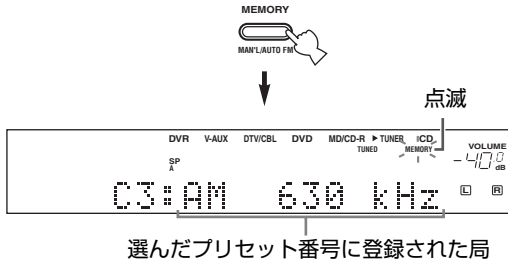 MEMORY
MAN'L/AUTO FM
点滅
DVR V-AUX DTV/CBL DVD MD/CD-R ▶TUNER CD
TUNED MEMORY
VOLUME
SP
A
-40.0 dB
C3:AM 630 kHz
L R
選んだプリセット番号に登録された局